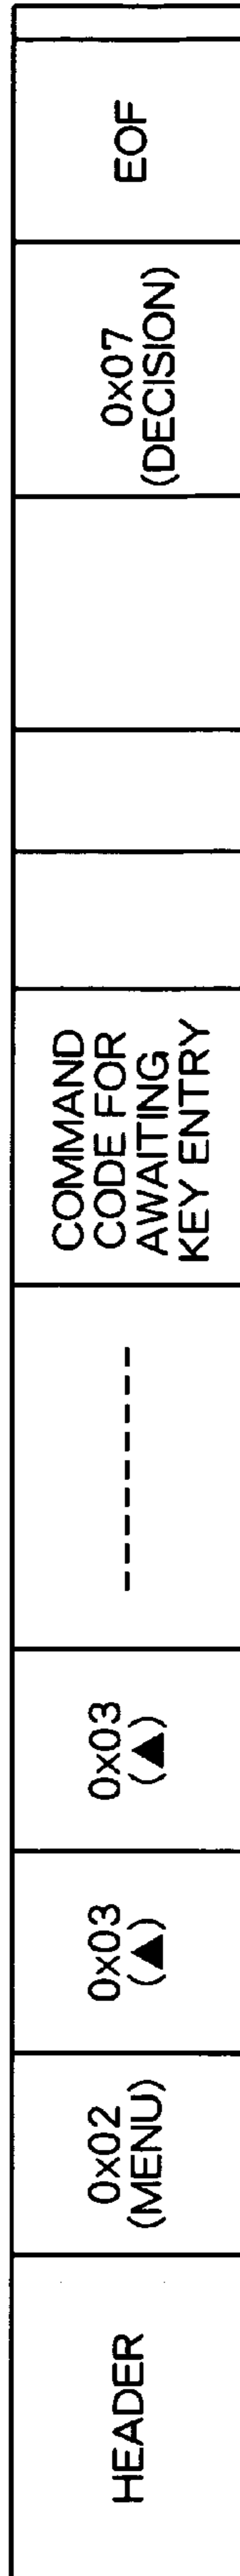 HEADER
0x02
(MENU)
0x03
(▲)
0x03
(▲)
--------
COMMAND
CODE FOR
AWAITING
KEY ENTRY
0x07
(DECISION)
EOF